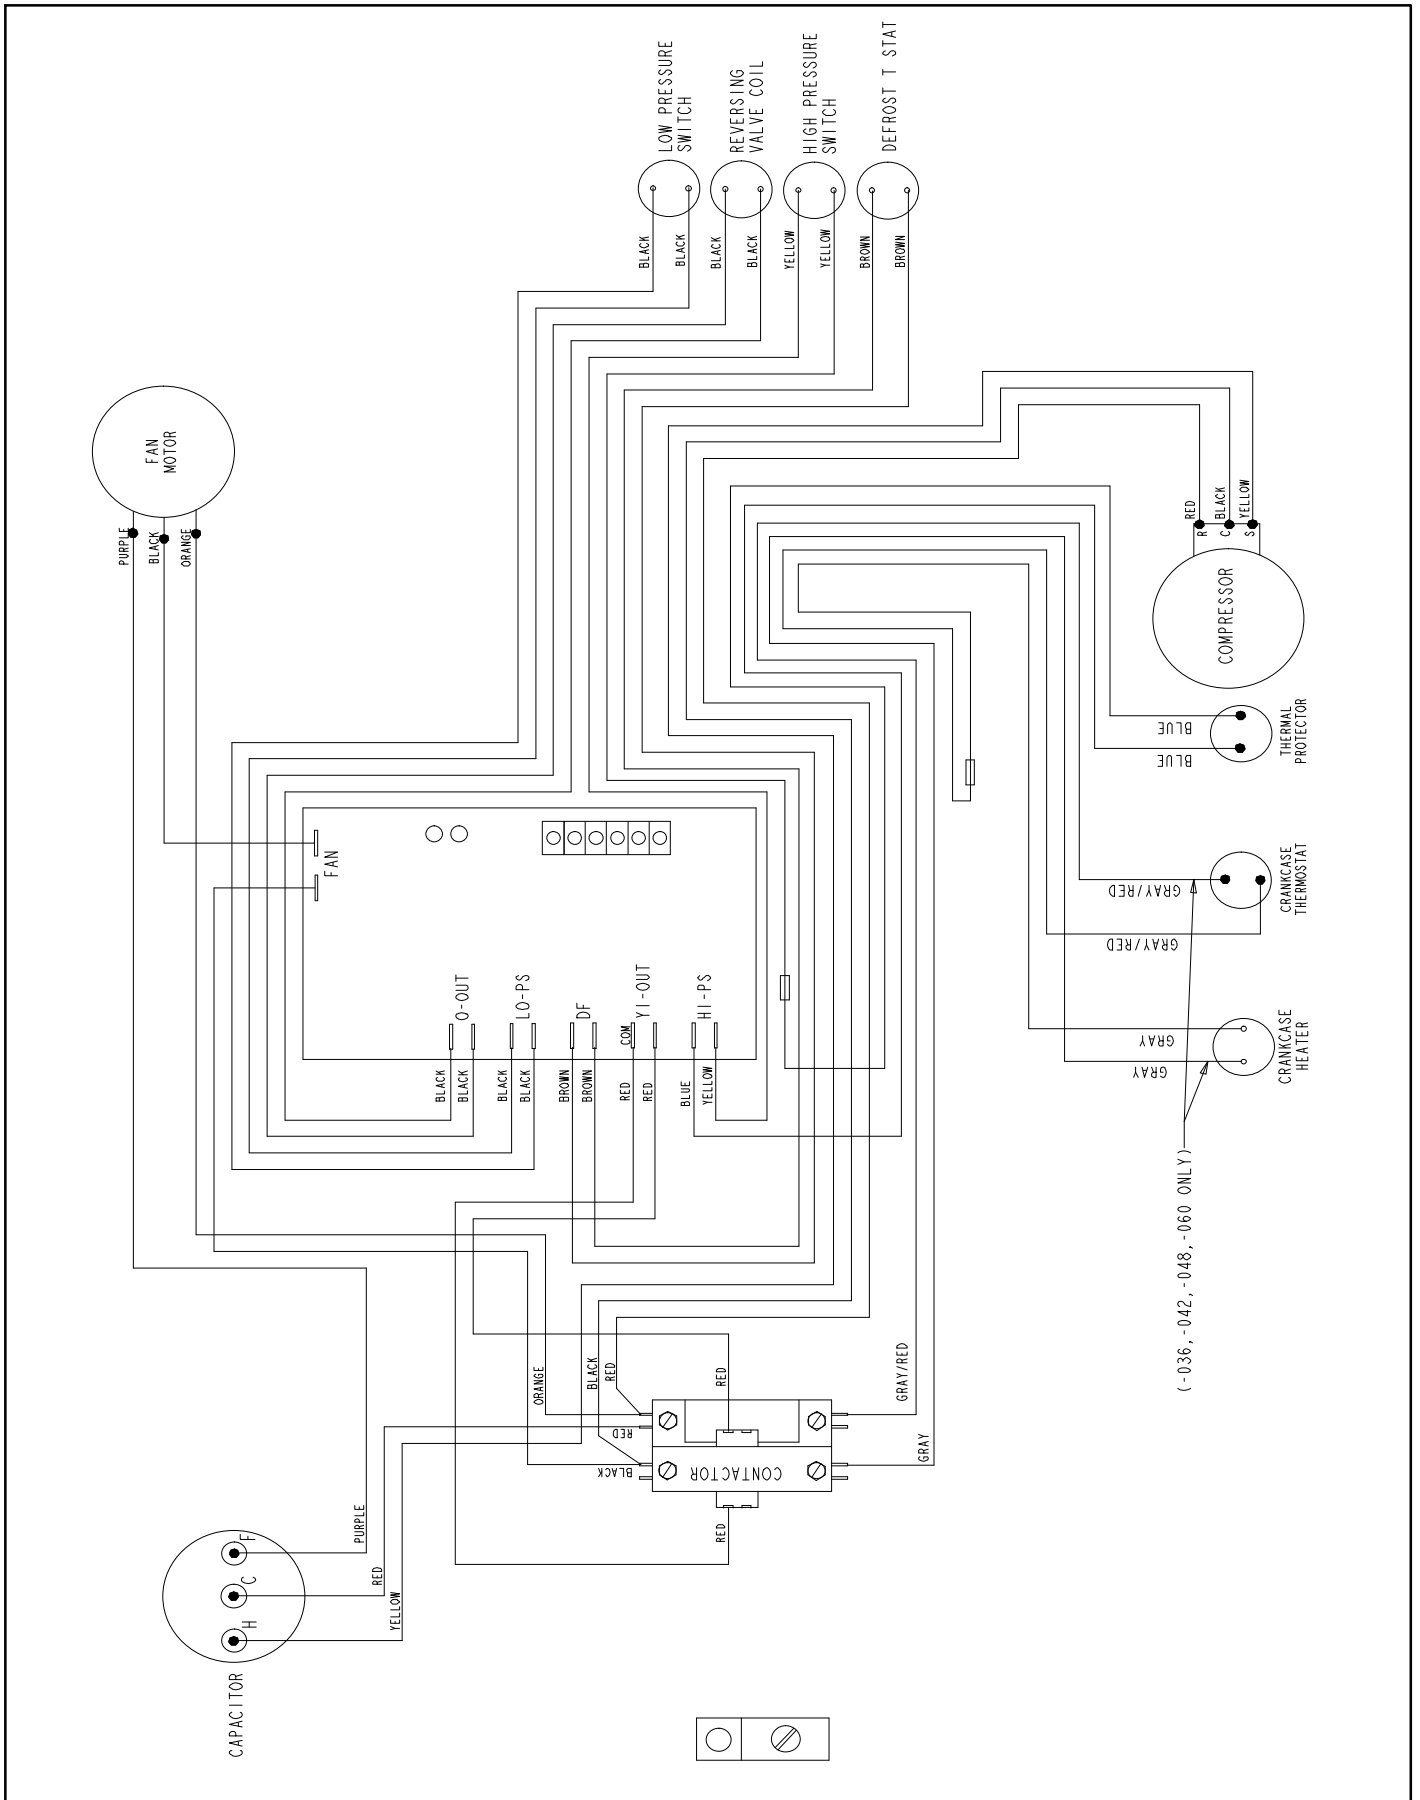 LOW PRESSURE
SWITCH
REVERSING
VALVE COIL
HIGH PRESSURE
SWITCH
DEFROST T STAT
BLACK
BLACK
BLACK
BLACK
YELLOW
YELLOW
BROWN
BROWN
FAN
MOTOR
PURPLE
BLACK
ORANGE
RED
BLACK
YELLOW
R
C
S
COMPRESSOR
BLUE
BLUE
THERMAL
PROTECTOR
FAN
GRAY/RED
GRAY/RED
CRANKCASE
THERMOSTAT
O-OUT
LO-PS
DF
COM
Y1-OUT
HI-PS
GRAY
GRAY
CRANKCASE
HEATER
BLACK
BLACK
BLACK
BLACK
BROWN
BROWN
RED
RED
BLUE
YELLOW
(-036,-042,-048,-060 ONLY)
ORANGE
BLACK
RED
RED
GRAY/RED
RED
GRAY
BLACK
CONTACTOR
RED
PURPLE
RED
YELLOW
F
C
H
CAPACITOR